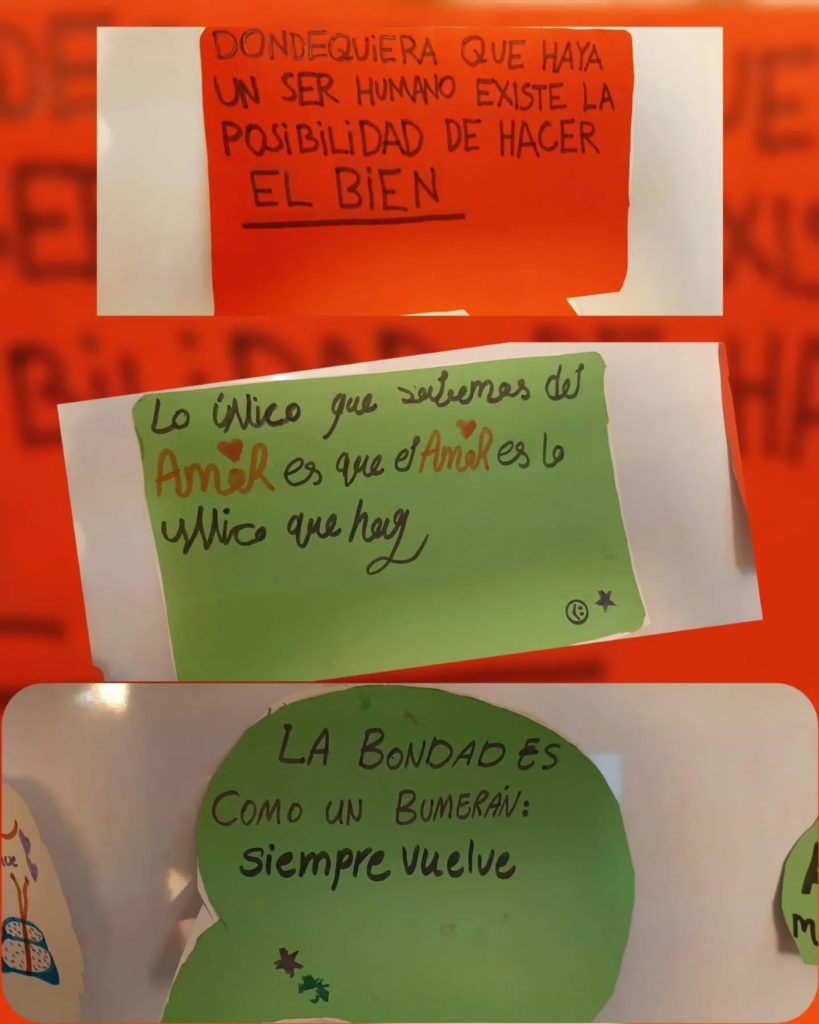 DONDEQUIERA QUE HAYA
UN SER HUMANO EXISTE LA
POSIBILIDAD DE HACER
EL BIEN
Lo úNico que sabemos del
AmoR es que el AmoR es lo
úNico que hay
LA BONDAD ES
COMO UN BUMERÁN:
siempre vuelve